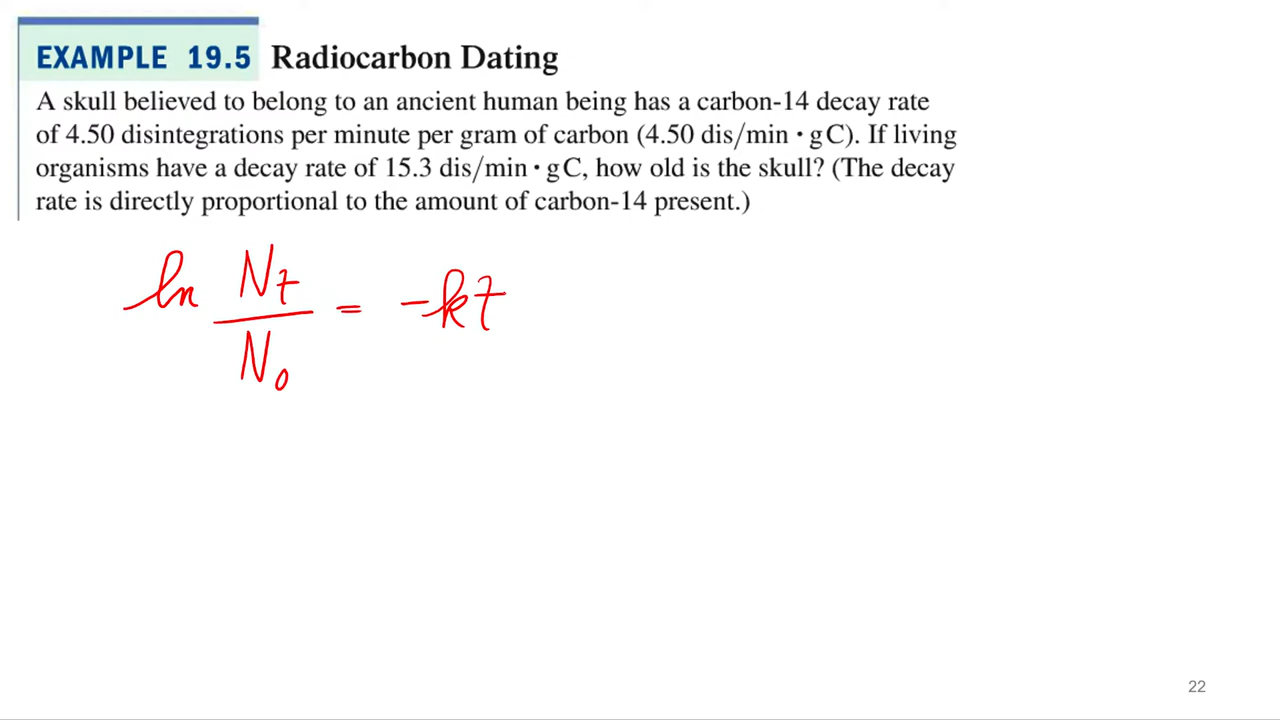 EXAMPLE 19.5 Radiocarbon Dating
A skull believed to belong to an ancient human being has a carbon-14 decay rate
of 4.50 disintegrations per minute per gram of carbon (4.50 dis/min · g C). If living
organisms have a decay rate of 15.3 dis/min · g C, how old is the skull? (The decay
rate is directly proportional to the amount of carbon-14 present.)
ln Nt/N0 = -kt
22